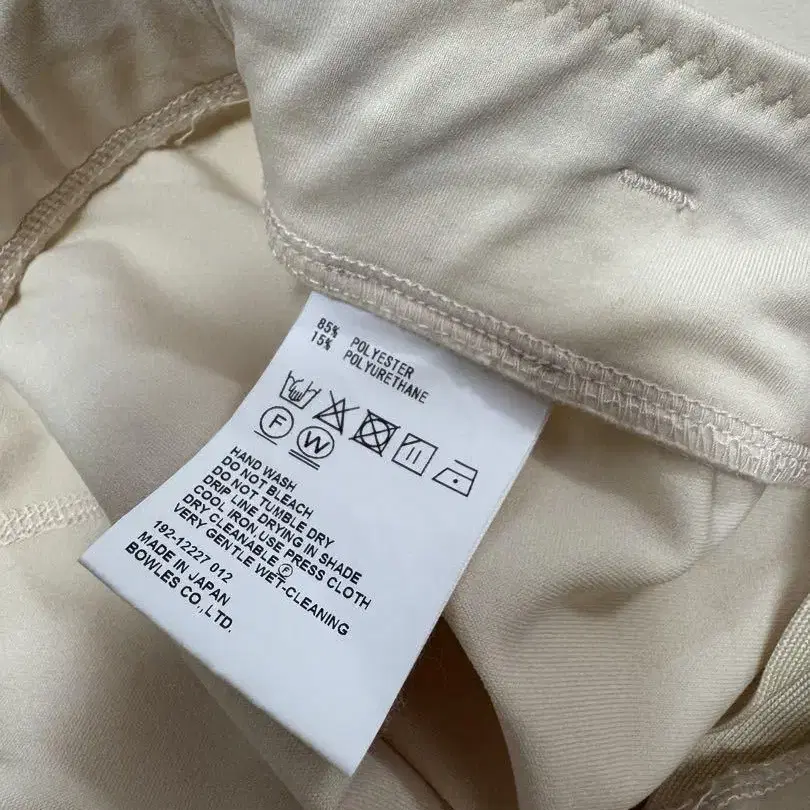 85% POLYESTER
15% POLYURETHANE
F W
HAND WASH
DO NOT BLEACH
DO NOT TUMBLE DRY
DRIP LINE DRYING IN SHADE
COOL IRON, USE PRESS CLOTH
DRY CLEANABLE Ⓕ
VERY GENTLE WET-CLEANING
192-12227 012
MADE IN JAPAN
BOWLES CO.,LTD.